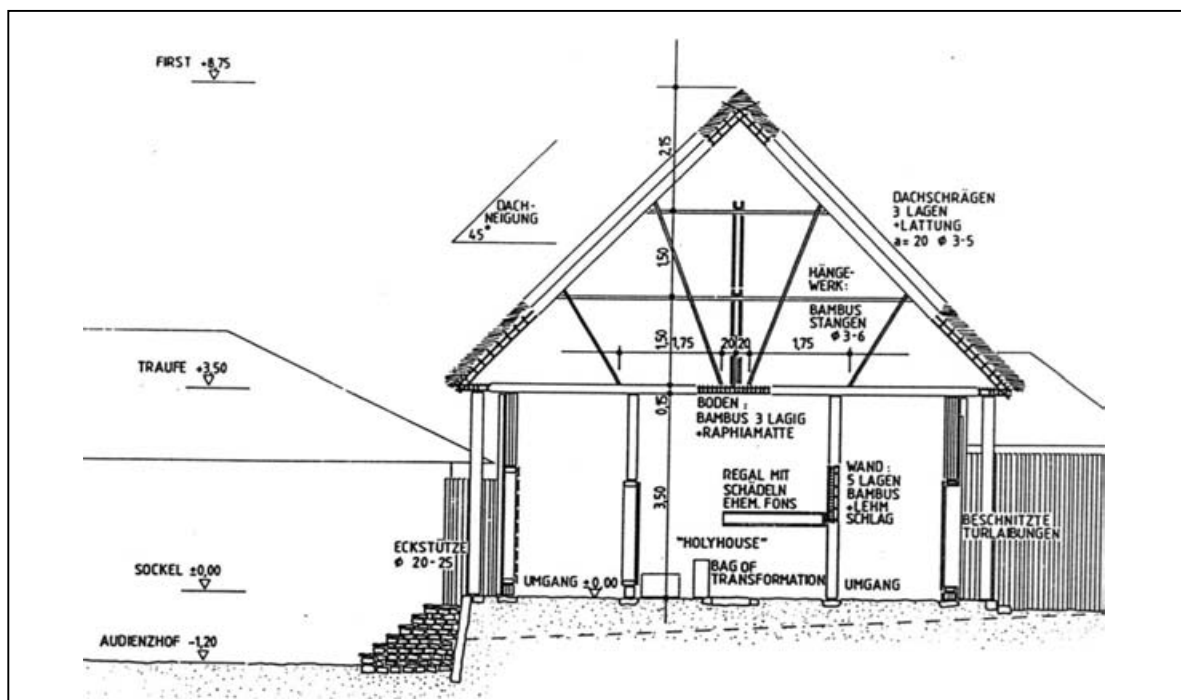 FIRST +8,75
2,15
DACH-
NEIGUNG
45°
DACHSCHRÄGEN
3 LAGEN
+LATTUNG
a= 20 ø 3-5
1,50
HÄNGE-
WERK:
BAMBUS
STANGEN
ø 3-6
1,50
1,75
20
20
1,75
TRAUFE +3,50
0,15
BODEN :
BAMBUS 3 LAGIG
+RAPHIAMATTE
3,50
REGAL MIT
SCHÄDELN
EHEM. FONS
WAND :
5 LAGEN
BAMBUS
+LEHM
SCHLAG
BESCHNITZTE
TÜRLAIBUNGEN
ECKSTÜTZE
ø 20-25
"HOLYHOUSE"
SOCKEL ±0,00
UMGANG ±0,00
BAG OF
TRANSFORMATION
UMGANG
AUDIENZHOF -1,20